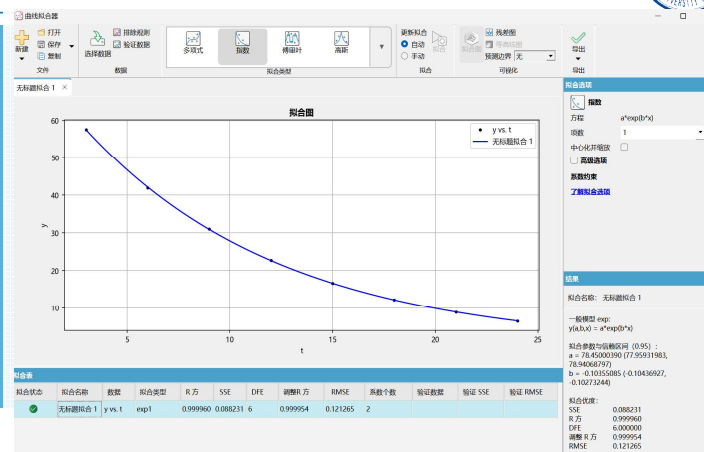 曲线拟合器
新建
打开
保存
复制
文件
选择数据
排除规则
验证数据
数据
多项式
指数
傅里叶
高斯
拟合类型
更新拟合
自动
手动
拟合
拟合
拟合图
残差图
等高线图
预测边界 无
可视化
导出
导出
无标题拟合 1 ×
拟合图
y vs. t
无标题拟合 1
60
50
40
30
20
10
y
5
10
15
20
25
t
拟合选项
指数
方程 a*exp(b*x)
项数 1
中心化并缩放
高级选项
系数约束
了解拟合选项
结果
拟合名称: 无标题拟合 1
一般模型 exp:
y(a,b,x) = a*exp(b*x)
拟合参数与信赖区间 (0.95) :
a = 78.45000390 (77.95931983,
78.94068797)
b = -0.10355085 (-0.10436927,
-0.10273244)
拟合优度:
SSE 0.088231
R 方 0.999960
DFE 6.000000
调整 R 方 0.999954
RMSE 0.121265
拟合表
拟合状态 拟合名称 数据 拟合类型 R 方 SSE DFE 调整R 方 RMSE 系数个数 验证数据 验证 SSE 验证 RMSE
无标题拟合 1 y vs. t exp1 0.999960 0.088231 6 0.999954 0.121265 2